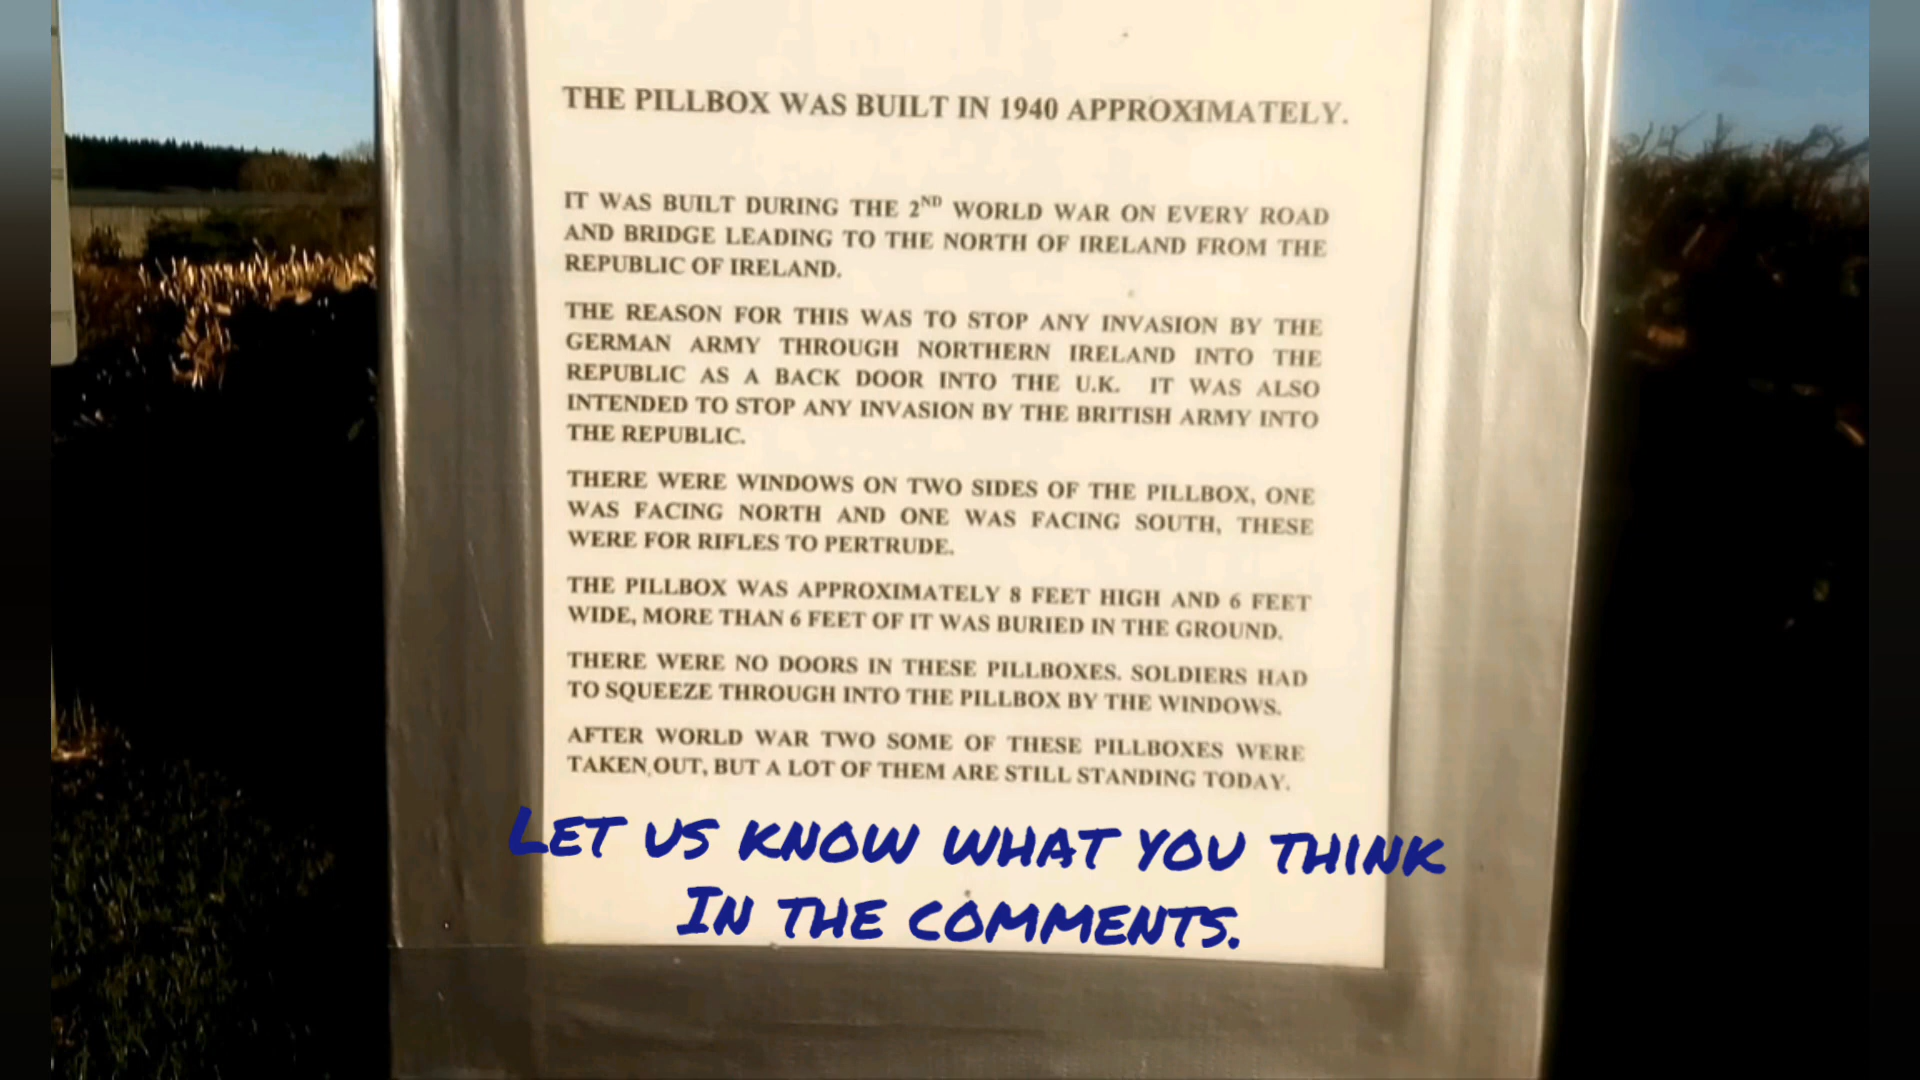 THE PILLBOX WAS BUILT IN 1940 APPROXIMATELY.
IT WAS BUILT DURING THE 2ND WORLD WAR ON EVERY ROAD
AND BRIDGE LEADING TO THE NORTH OF IRELAND FROM THE
REPUBLIC OF IRELAND.
THE REASON FOR THIS WAS TO STOP ANY INVASION BY THE
GERMAN ARMY THROUGH NORTHERN IRELAND INTO THE
REPUBLIC AS A BACK DOOR INTO THE U.K. IT WAS ALSO
INTENDED TO STOP ANY INVASION BY THE BRITISH ARMY INTO
THE REPUBLIC.
THERE WERE WINDOWS ON TWO SIDES OF THE PILLBOX, ONE
WAS FACING NORTH AND ONE WAS FACING SOUTH, THESE
WERE FOR RIFLES TO PERTRUDE.
THE PILLBOX WAS APPROXIMATELY 8 FEET HIGH AND 6 FEET
WIDE, MORE THAN 6 FEET OF IT WAS BURIED IN THE GROUND.
THERE WERE NO DOORS IN THESE PILLBOXES. SOLDIERS HAD
TO SQUEEZE THROUGH INTO THE PILLBOX BY THE WINDOWS.
AFTER WORLD WAR TWO SOME OF THESE PILLBOXES WERE
TAKEN OUT, BUT A LOT OF THEM ARE STILL STANDING TODAY.
LET US KNOW WHAT YOU THINK
IN THE COMMENTS.